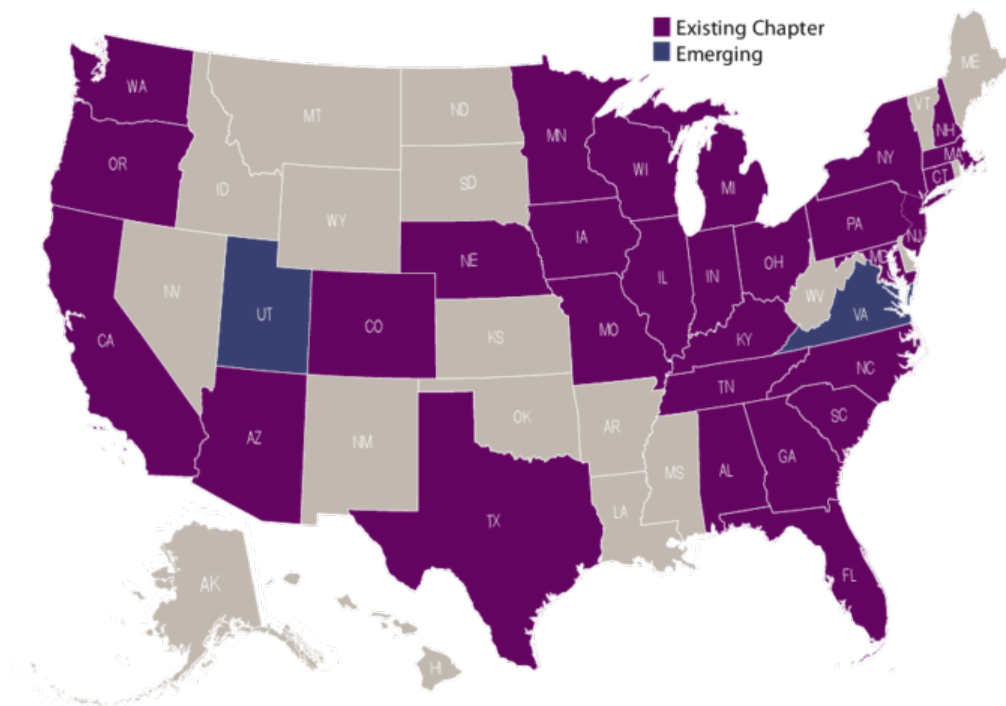 Existing Chapter
Emerging
WA
MT
ND
MN
ME
VT
NH
OR
ID
SD
WI
MI
NY
MA
CT
WY
IA
PA
NJ
NE
OH
MD
NV
UT
CO
IL
IN
WV
VA
CA
KS
MO
KY
NC
TN
AZ
NM
OK
AR
SC
MS
AL
GA
TX
LA
FL
AK
HI